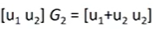 [u₁ u₂] G₂ = [u₁+u₂ u₂]